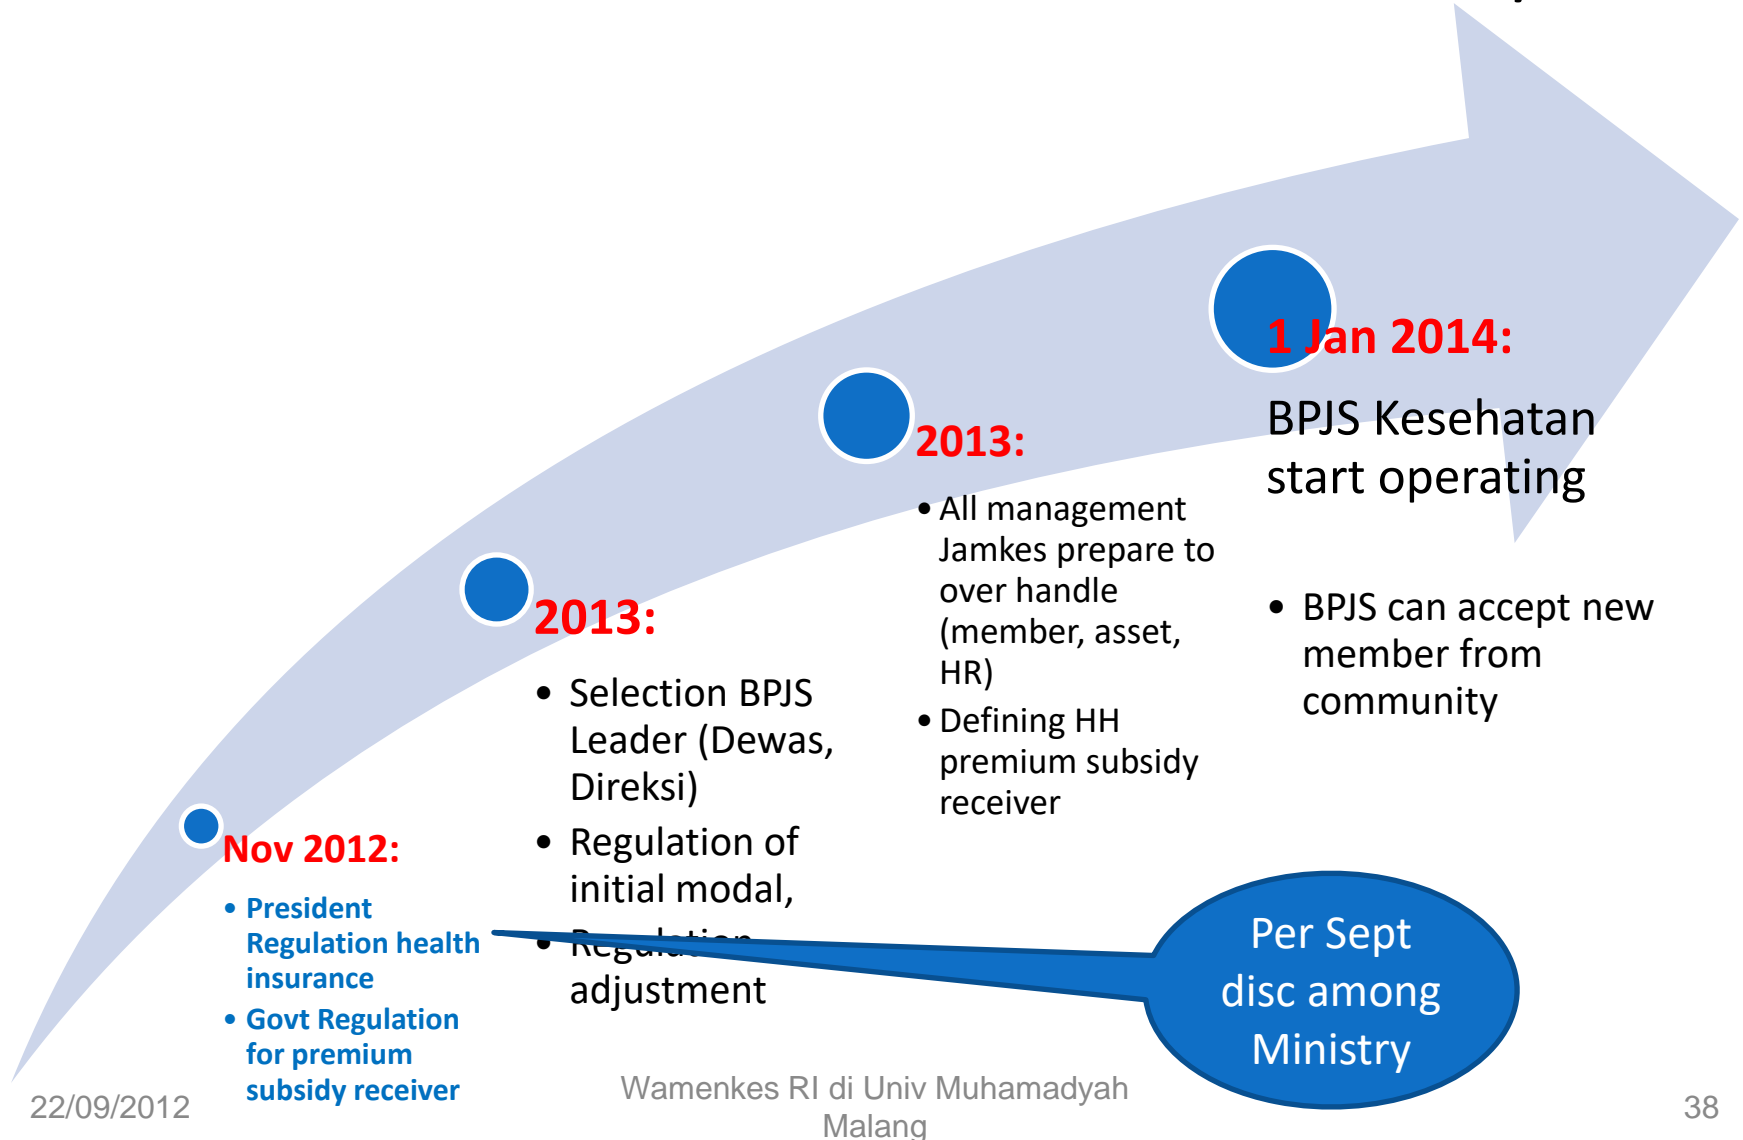 Nov 2012:
• President
Regulation health
insurance
• Govt Regulation
for premium
subsidy receiver
2013:
• Selection BPJS
Leader (Dewas,
Direksi)
• Regulation of
initial modal,
• Regulation
adjustment
2013:
• All management
Jamkes prepare to
over handle
(member, asset,
HR)
• Defining HH
premium subsidy
receiver
1 Jan 2014:
BPJS Kesehatan
start operating
• BPJS can accept new
member from
community
Per Sept
disc among
Ministry
22/09/2012
Wamenkes RI di Univ Muhamadyah
Malang
38